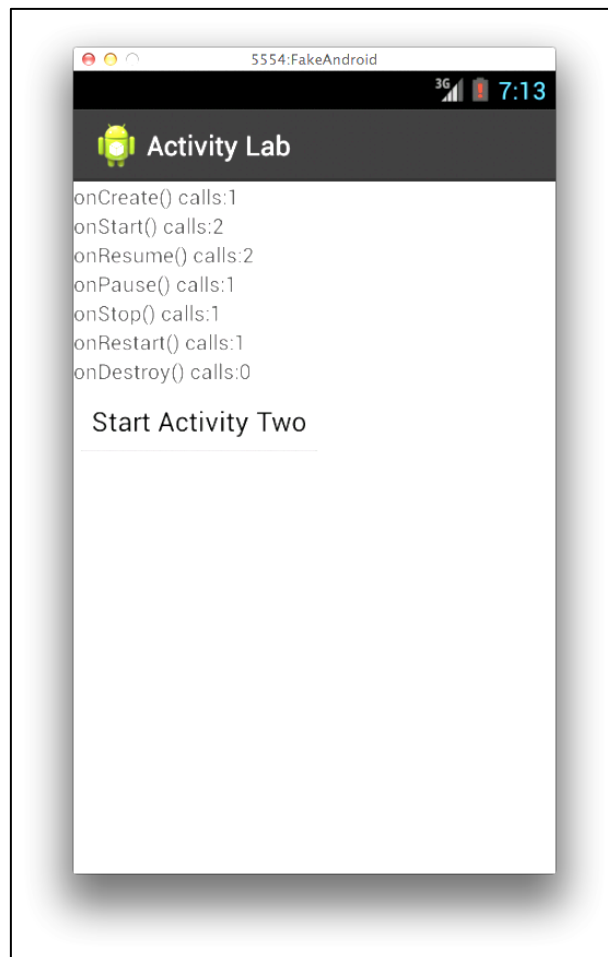 5554:FakeAndroid
3G 7:13
Activity Lab
onCreate() calls:1
onStart() calls:2
onResume() calls:2
onPause() calls:1
onStop() calls:1
onRestart() calls:1
onDestroy() calls:0
Start Activity Two